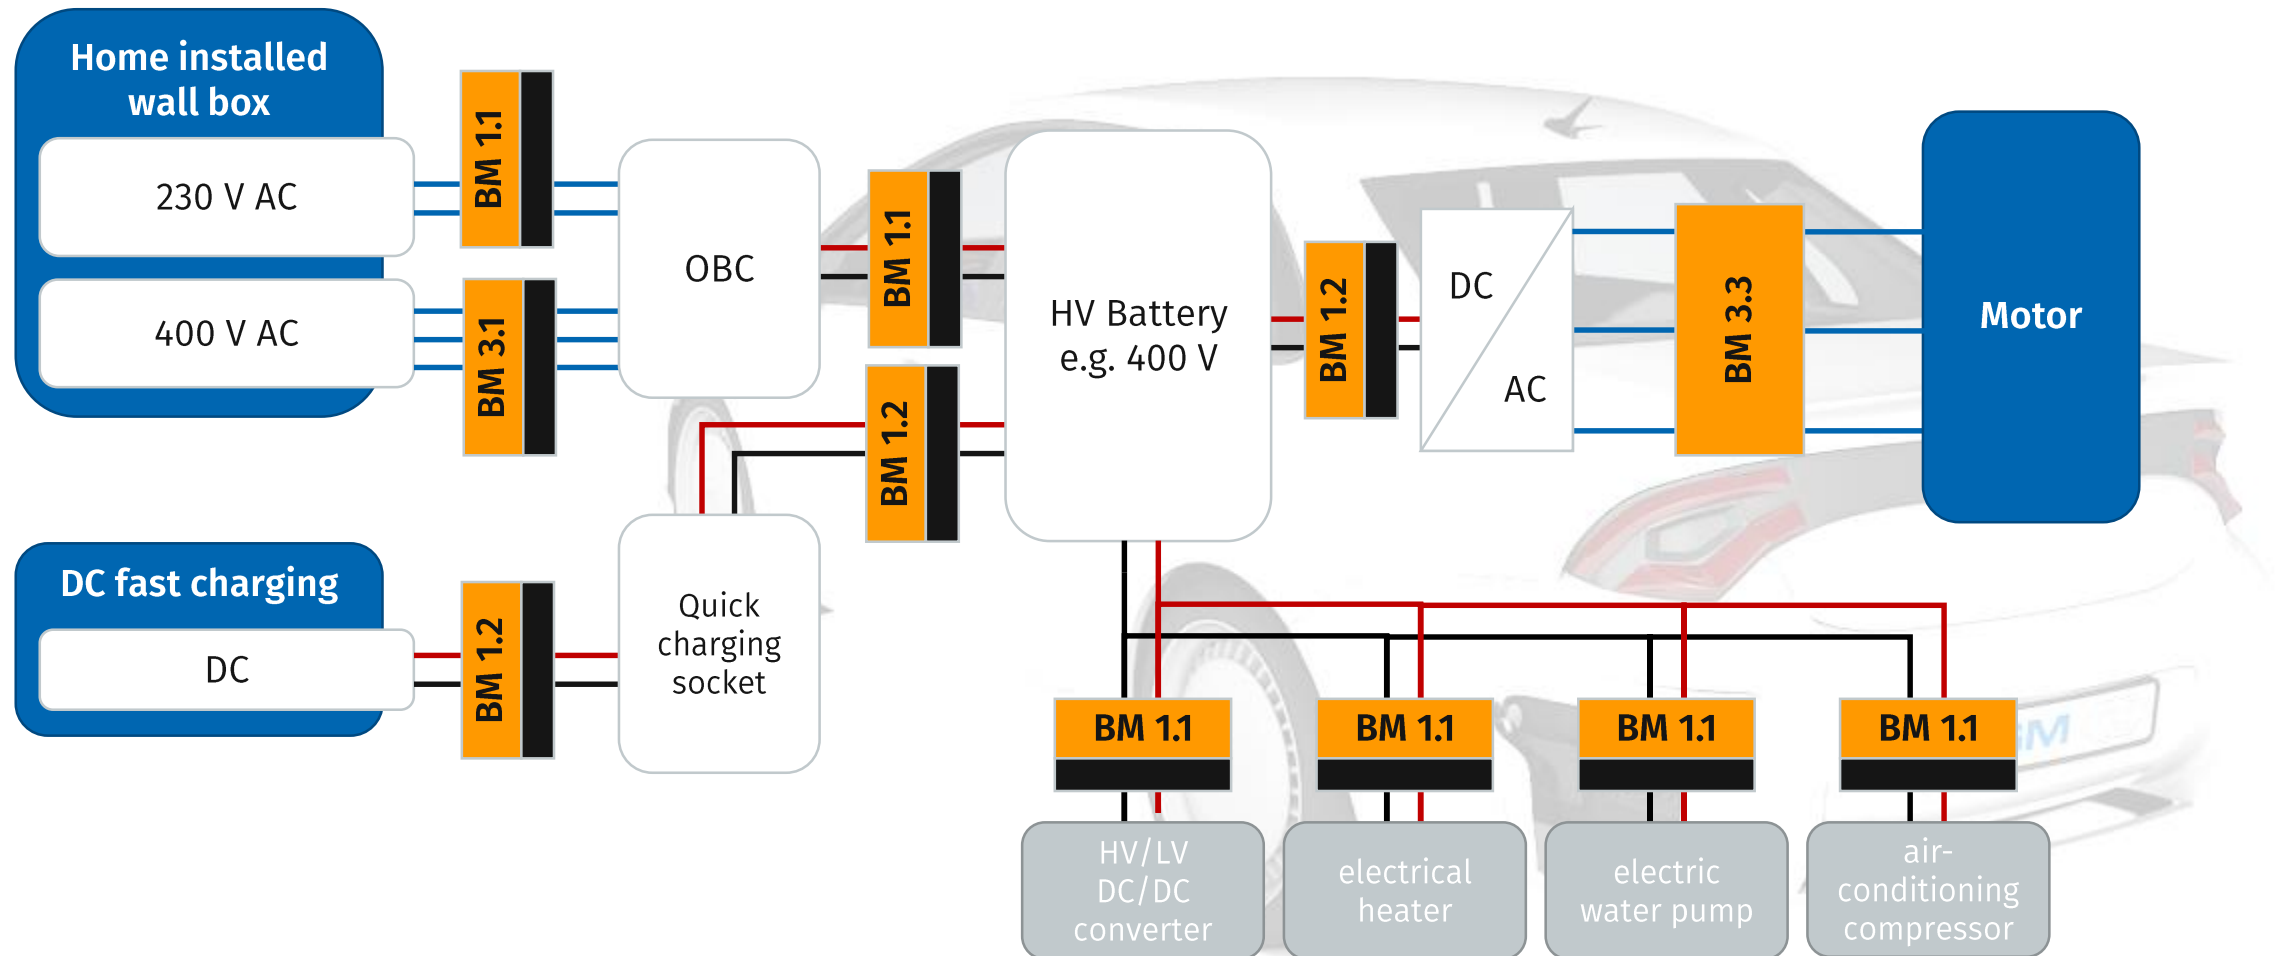 Home installed
wall box
230 V AC
400 V AC
BM 1.1
BM 3.1
OBC
BM 1.1
BM 1.2
HV Battery
e.g. 400 V
BM 1.2
DC
AC
BM 3.3
Motor
DC fast charging
DC
BM 1.2
Quick
charging
socket
BM 1.1
BM 1.1
BM 1.1
BM 1.1
HV/LV
DC/DC
converter
electrical
heater
electric
water pump
air-
conditioning
compressor